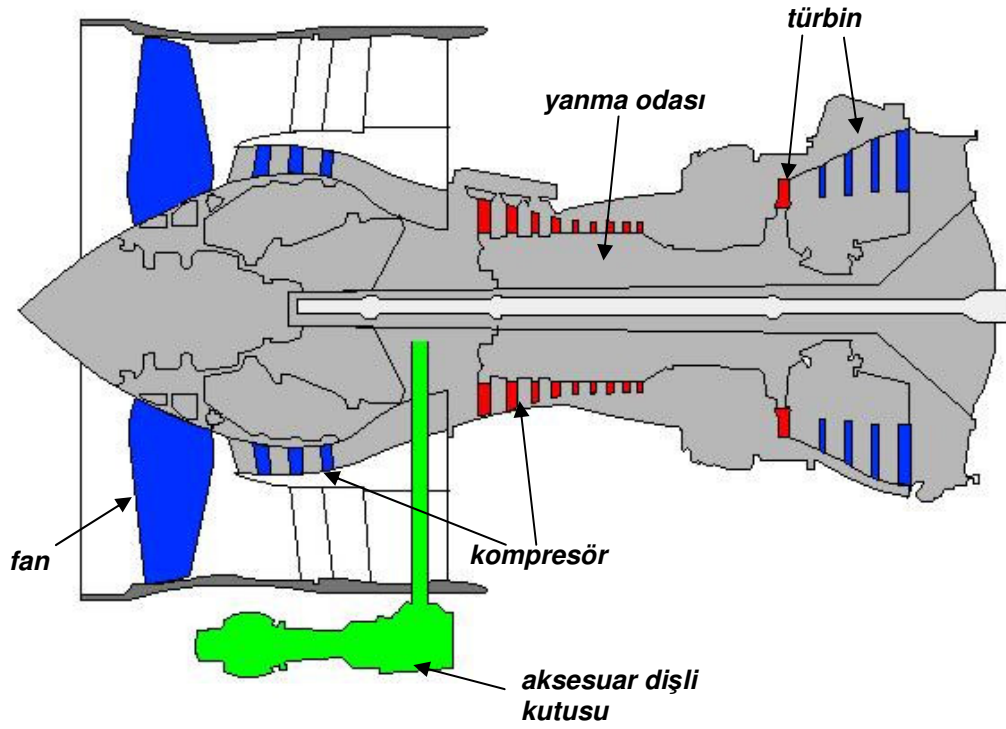 türbin
yanma odası
fan
kompresör
aksesuar dişli
kutusu